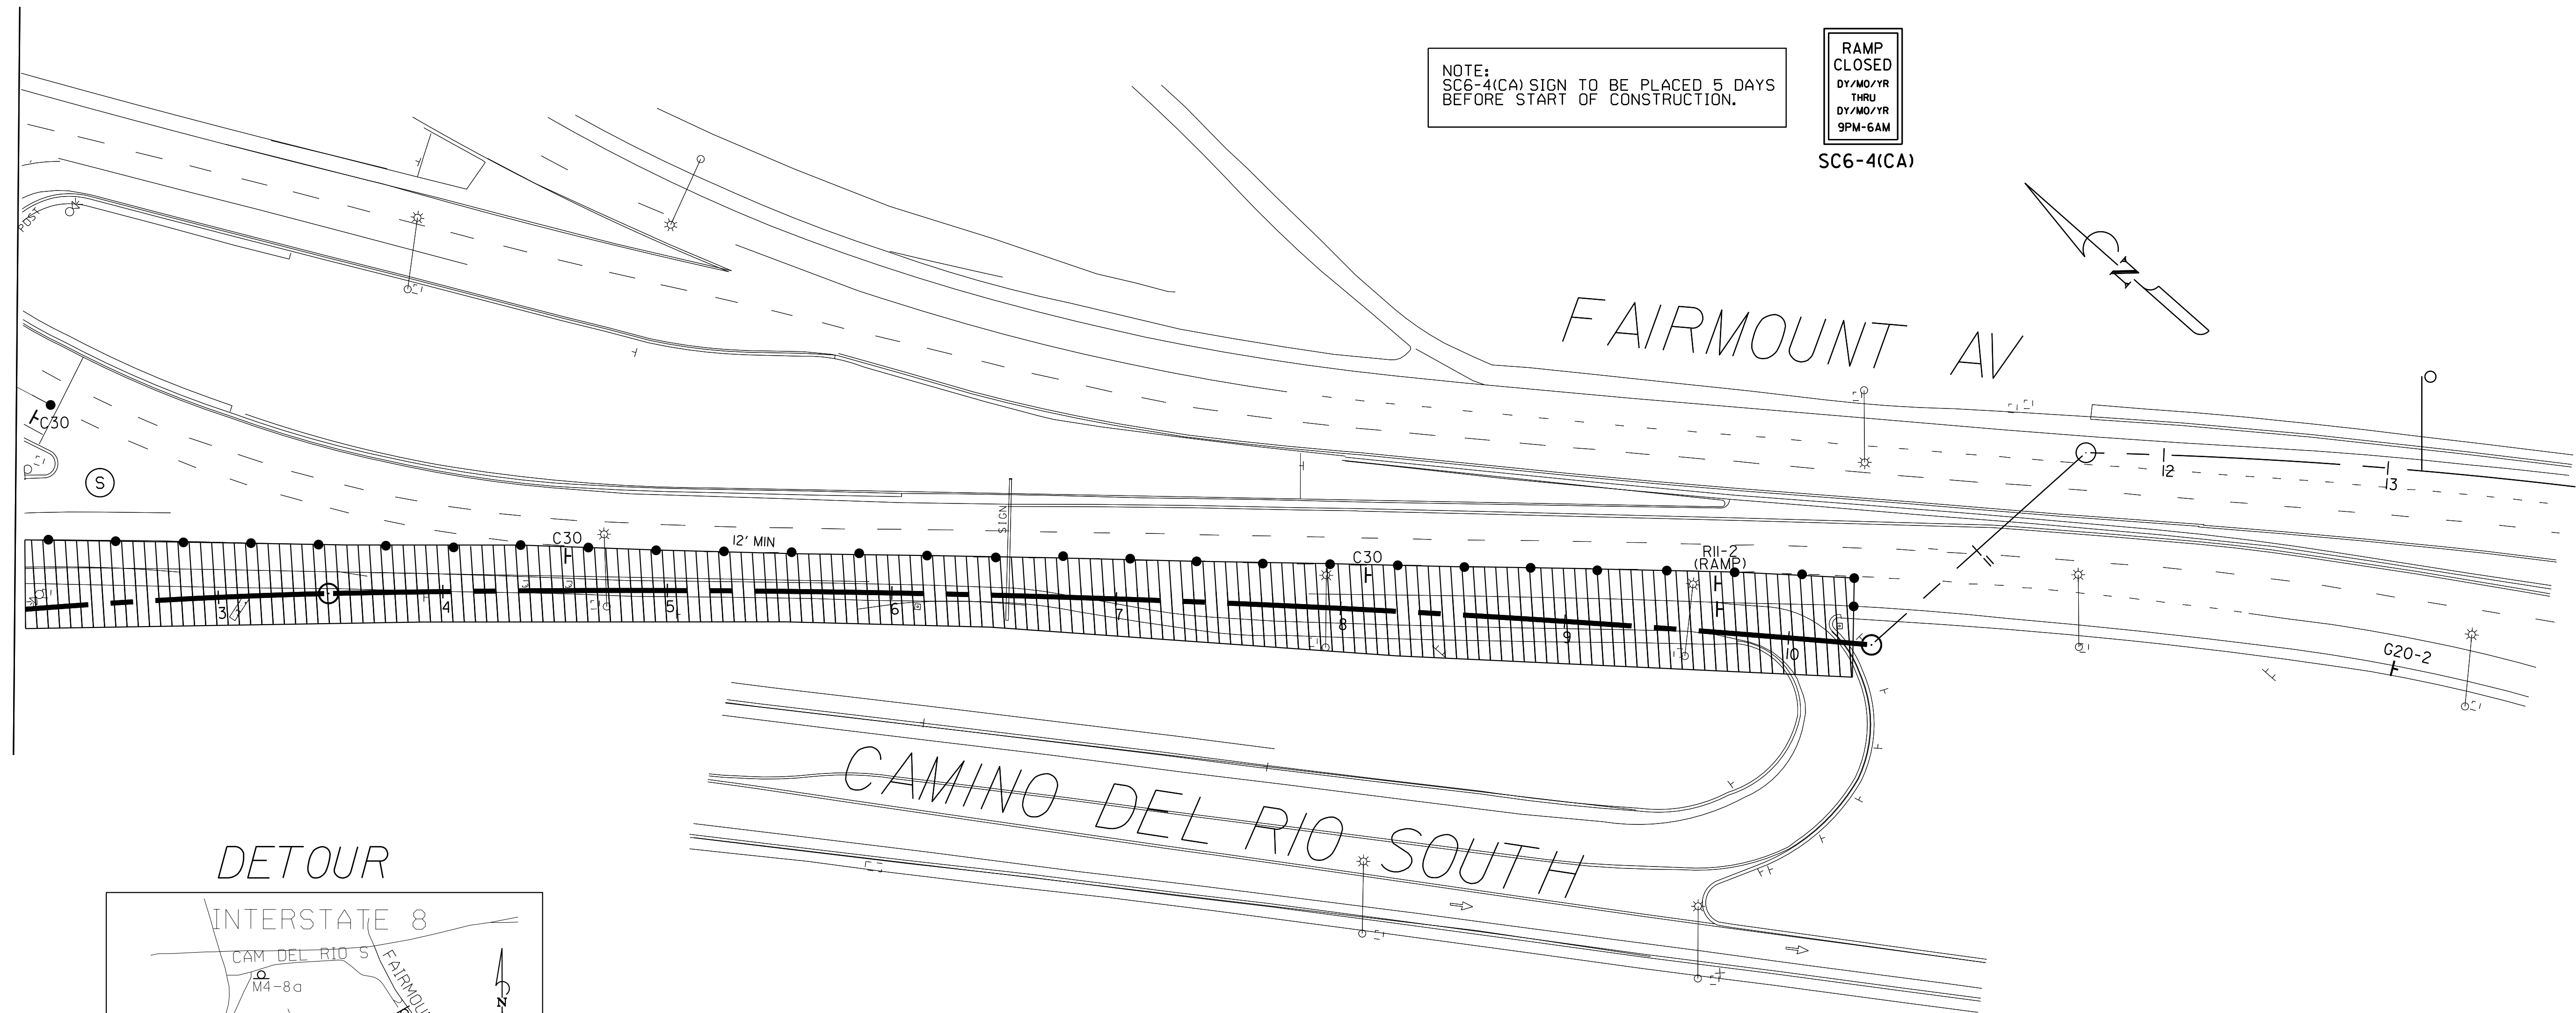 NOTE:
SC6-4(CA) SIGN TO BE PLACED 5 DAYS
BEFORE START OF CONSTRUCTION.
RAMP
CLOSED
DY/MO/YR
THRU
DY/MO/YR
9PM-6AM
SC6-4(CA)
N
POST
FAIRMOUNT AV
C30
S
SIGN
C30
12' MIN
C30
R11-2
(RAMP)
12
13
3
4
5
6
7
8
9
10
G20-2
CAMINO DEL RIO SOUTH
DETOUR
INTERSTATE 8
CAM DEL RIO S
M4-8a
N